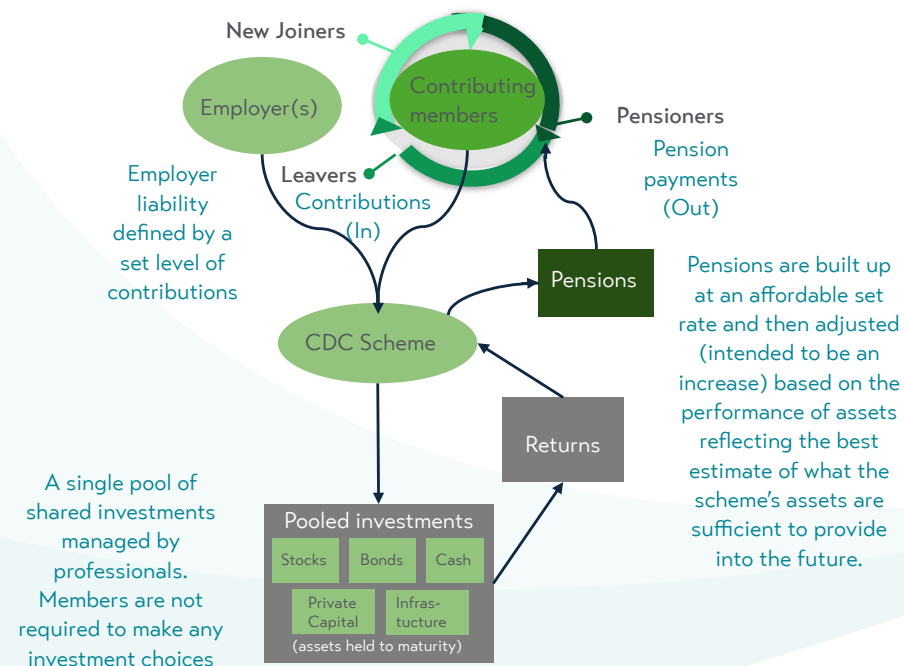 New Joiners
Employer(s)
Contributing
members
Pensioners
Pension
payments
(Out)
Leavers
Contributions
(In)
Employer
liability
defined by a
set level of
contributions
Pensions
Pensions are built up
at an affordable set
rate and then adjusted
(intended to be an
increase) based on the
performance of assets
reflecting the best
estimate of what the
scheme's assets are
sufficient to provide
into the future.
CDC Scheme
Returns
A single pool of
shared investments
managed by
professionals.
Members are not
required to make any
investment choices
Pooled investments
Stocks
Bonds
Cash
Private
Capital
Infras-
tucture
(assets held to maturity)